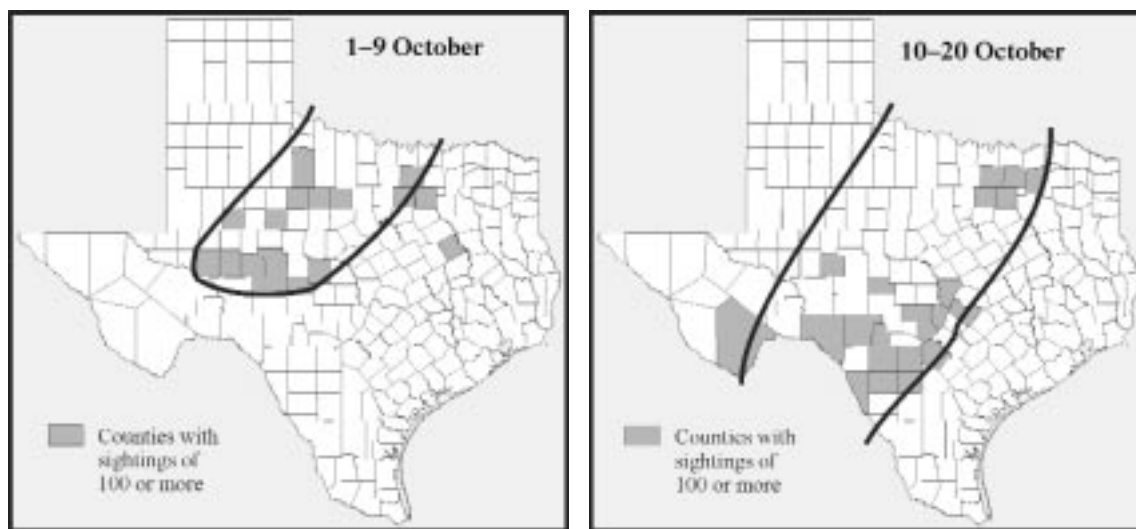 1–9 October
Counties with
sightings of
100 or more
10–20 October
Counties with
sightings of
100 or more